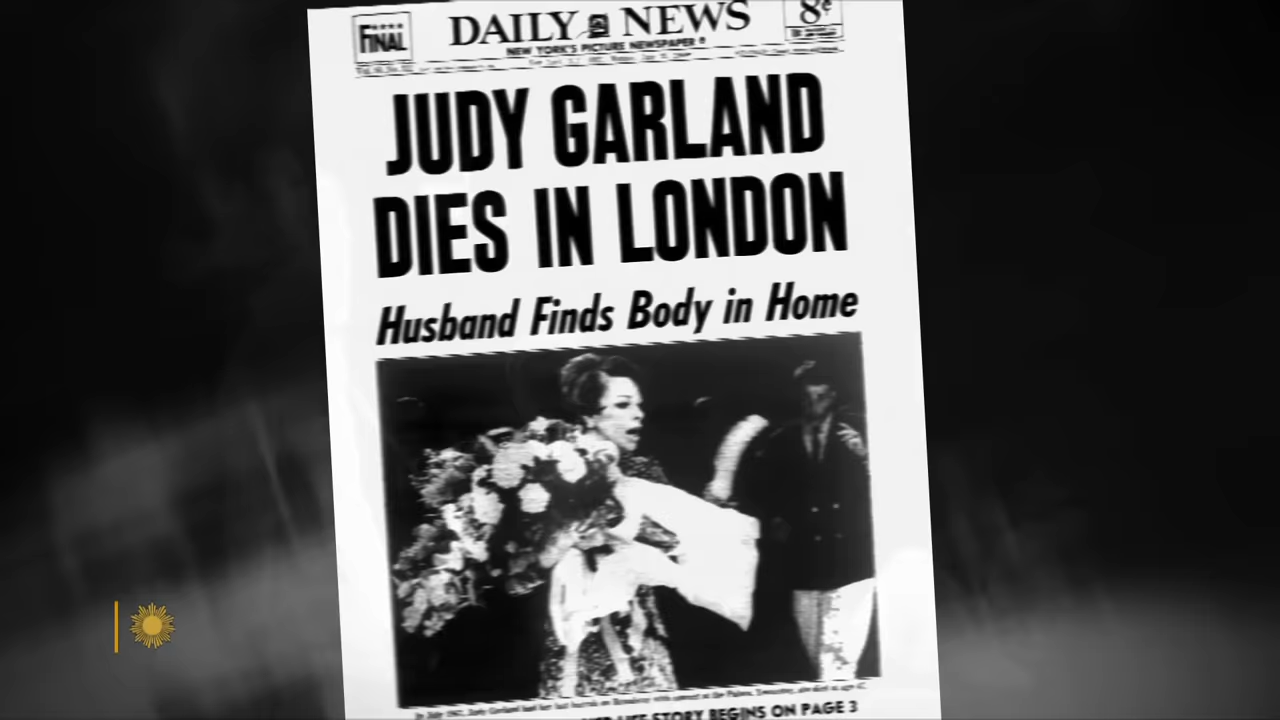 FINAL
DAILY NEWS
8¢
NEW YORK'S PICTURE NEWSPAPER
JUDY GARLAND
DIES IN LONDON
Husband Finds Body in Home
LIFE STORY BEGINS ON PAGE 3